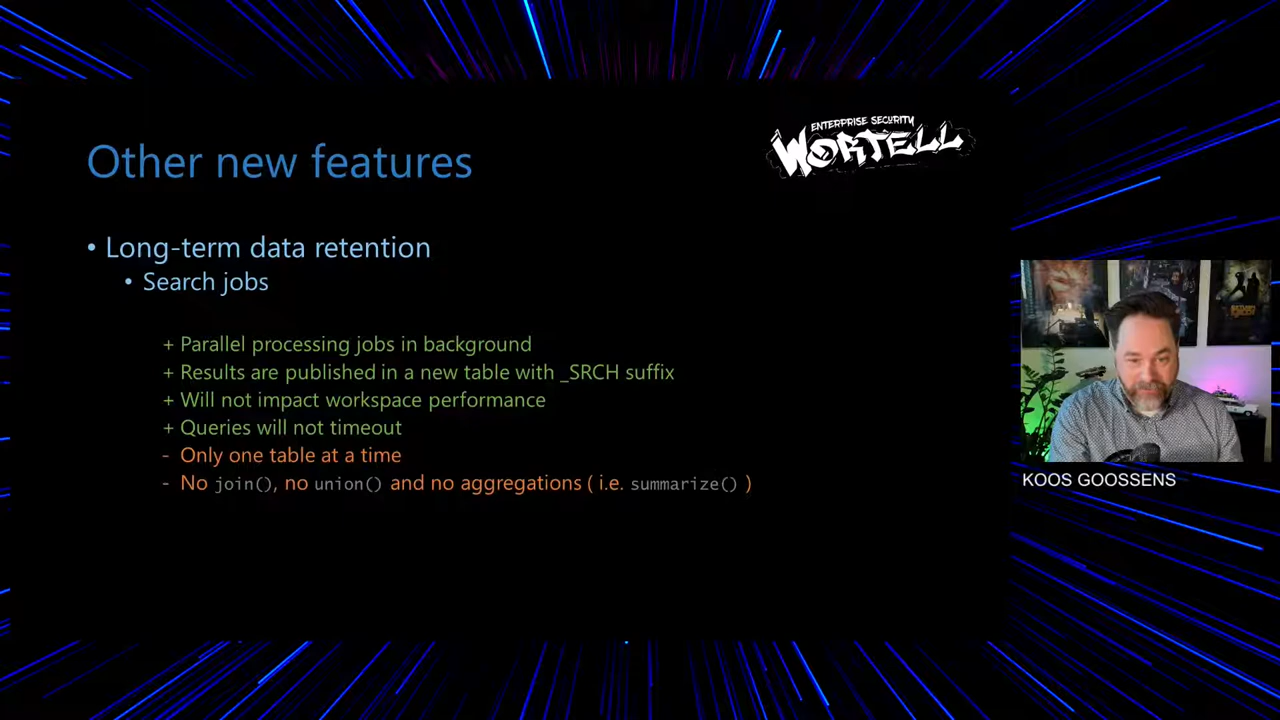 ENTERPRISE SECURITY
WORTELL
Other new features
• Long-term data retention
• Search jobs
+ Parallel processing jobs in background
+ Results are published in a new table with _SRCH suffix
+ Will not impact workspace performance
+ Queries will not timeout
- Only one table at a time
- No join(), no union() and no aggregations ( i.e. summarize() )
KOOS GOOSSENS